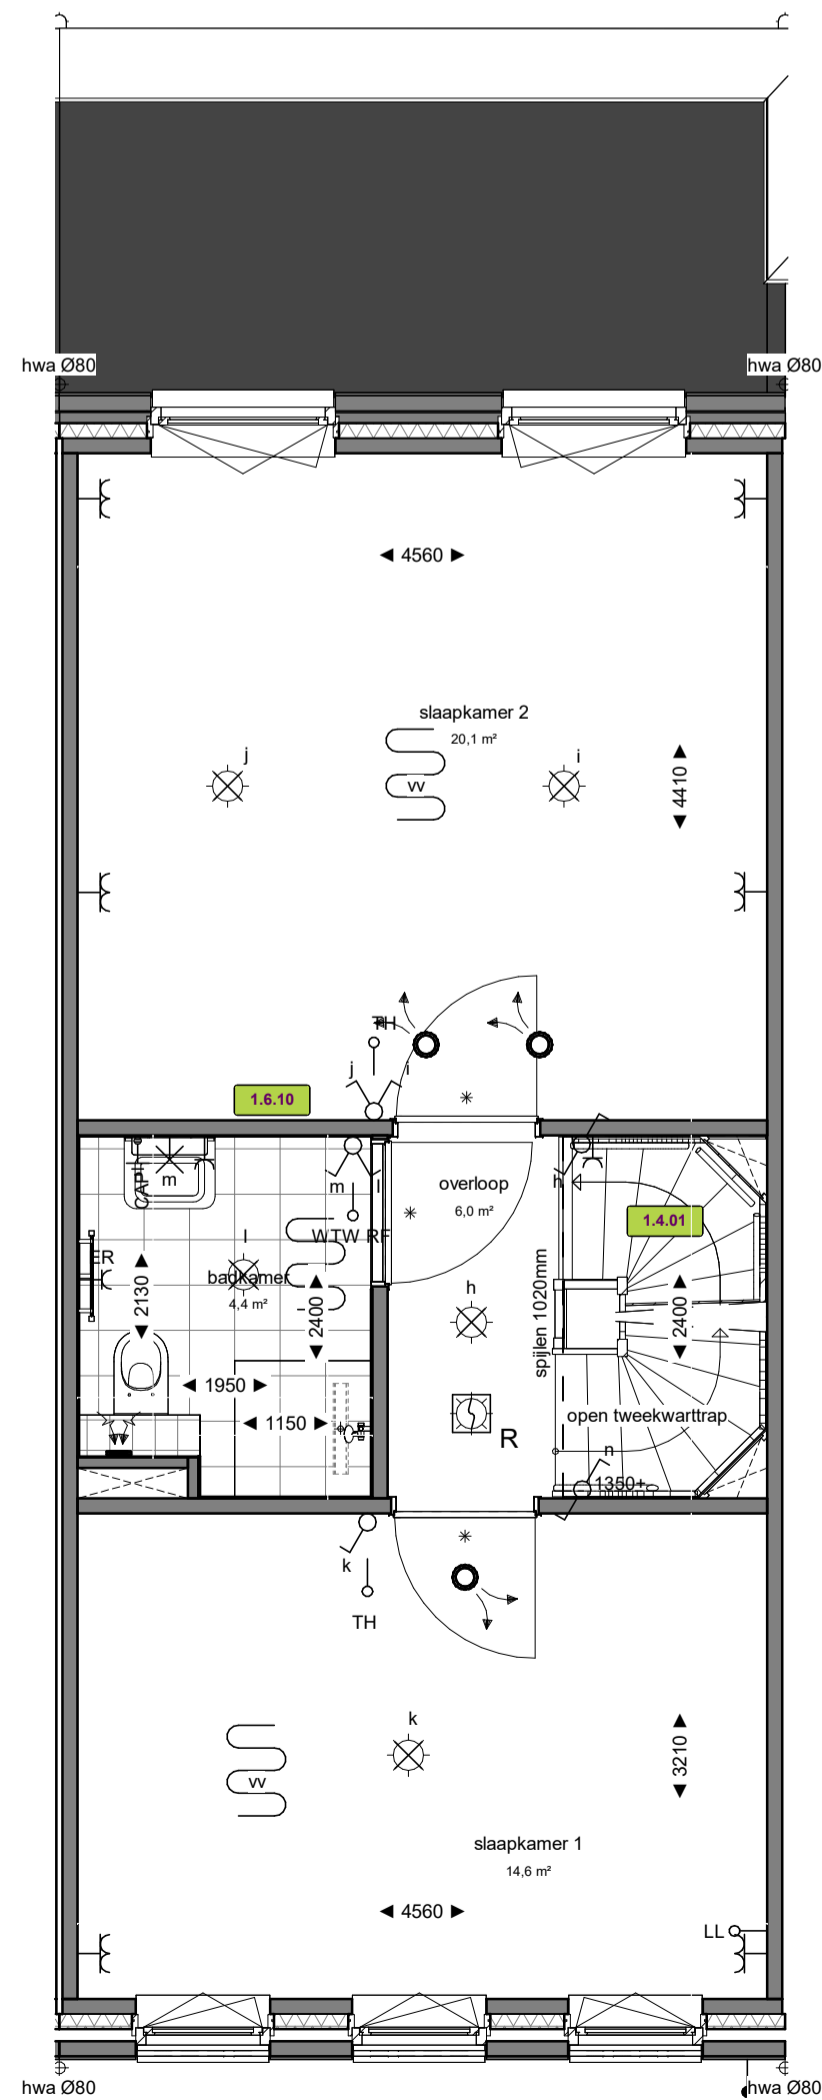 hwa Ø80
hwa Ø80
4560
slaapkamer 2
20,1 m²
j
i
vv
4410
j
i
1.6.10
m
l
h
CAP
m
overloop
6,0 m²
1.4.01
WTW RF
l
ER
badkamer
4,4 m²
2130
2400
h
spijlen 1020mm
2400
1950
1150
R
open tweekwarttrap
n
1350+
k
TH
k
vv
3210
slaapkamer 1
14,6 m²
4560
LL
hwa Ø80
hwa Ø80